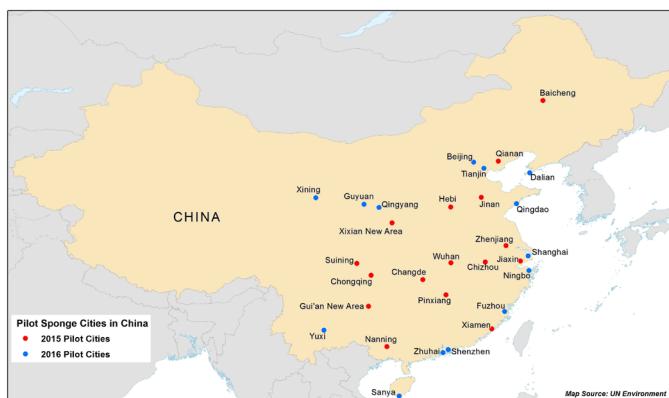 Baicheng
Beijing
Qianan
Tianjin
Dalian
Xining
Guyuan
Qingyang
Hebi
Jinan
Qingdao
CHINA
Xixian New Area
Zhenjiang
Shanghai
Suining
Wuhan
Jiaxin
Chizhou
Chongqing
Changde
Ningbo
Pinxiang
Gui'an New Area
Fuzhou
Pilot Sponge Cities in China
2015 Pilot Cities
2016 Pilot Cities
Yuxi
Xiamen
Nanning
Zhuhai
Shenzhen
Sanya
Map Source: UN Environment